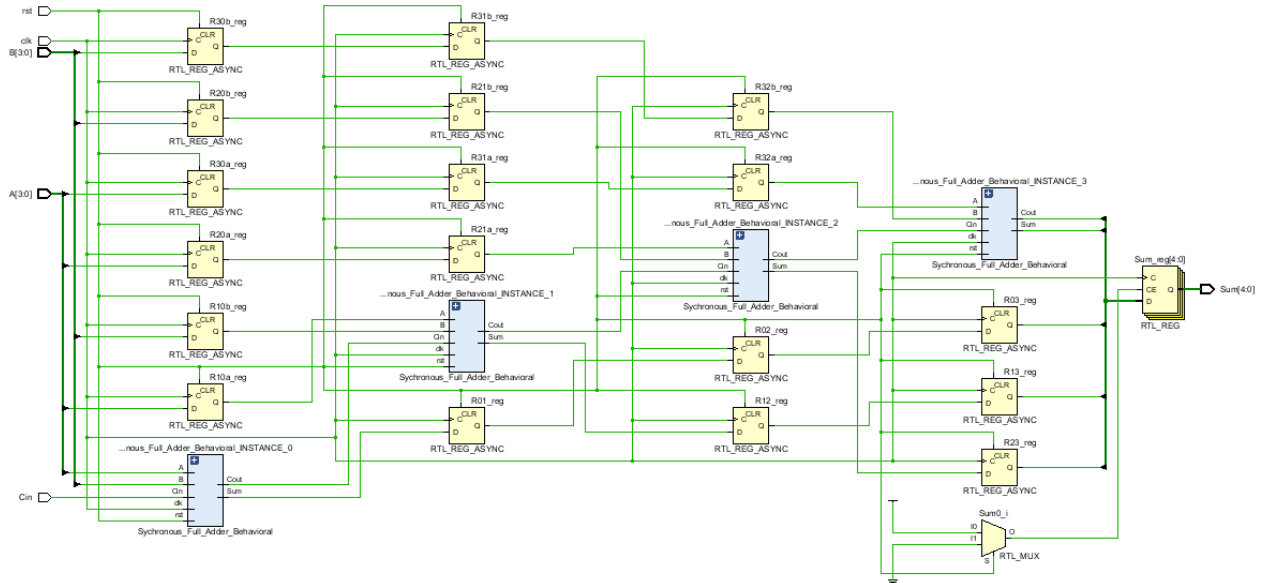 rst
clk
B[3:0]
A[3:0]
Cin
R30b_reg
CLR
C
Q
D
RTL_REG_ASYNC
R20b_reg
CLR
C
Q
D
RTL_REG_ASYNC
R30a_reg
CLR
C
Q
D
RTL_REG_ASYNC
R20a_reg
CLR
C
Q
D
RTL_REG_ASYNC
R10b_reg
CLR
C
Q
D
RTL_REG_ASYNC
R10a_reg
CLR
C
Q
D
RTL_REG_ASYNC
...nous_Full_Adder_Behavioral_INSTANCE_0
A
B
Cin
clk
rst
Cout
Sum
Sychronous_Full_Adder_Behavioral
R31b_reg
CLR
C
Q
D
RTL_REG_ASYNC
R21b_reg
CLR
C
Q
D
RTL_REG_ASYNC
R31a_reg
CLR
C
Q
D
RTL_REG_ASYNC
R21a_reg
CLR
C
Q
D
RTL_REG_ASYNC
...nous_Full_Adder_Behavioral_INSTANCE_1
A
B
Cin
clk
rst
Cout
Sum
Sychronous_Full_Adder_Behavioral
R01_reg
CLR
C
Q
D
RTL_REG_ASYNC
R32b_reg
CLR
C
Q
D
RTL_REG_ASYNC
R32a_reg
CLR
C
Q
D
RTL_REG_ASYNC
...nous_Full_Adder_Behavioral_INSTANCE_2
A
B
Cin
clk
rst
Cout
Sum
Sychronous_Full_Adder_Behavioral
R02_reg
CLR
C
Q
D
RTL_REG_ASYNC
R12_reg
CLR
C
Q
D
RTL_REG_ASYNC
...nous_Full_Adder_Behavioral_INSTANCE_3
A
B
Cin
clk
rst
Cout
Sum
Sychronous_Full_Adder_Behavioral
R03_reg
CLR
C
Q
D
RTL_REG_ASYNC
R13_reg
CLR
C
Q
D
RTL_REG_ASYNC
R23_reg
CLR
C
Q
D
RTL_REG_ASYNC
Sum0_i
I0
I1
O
S
RTL_MUX
Sum_reg[4:0]
C
CE
Q
D
RTL_REG
Sum[4:0]